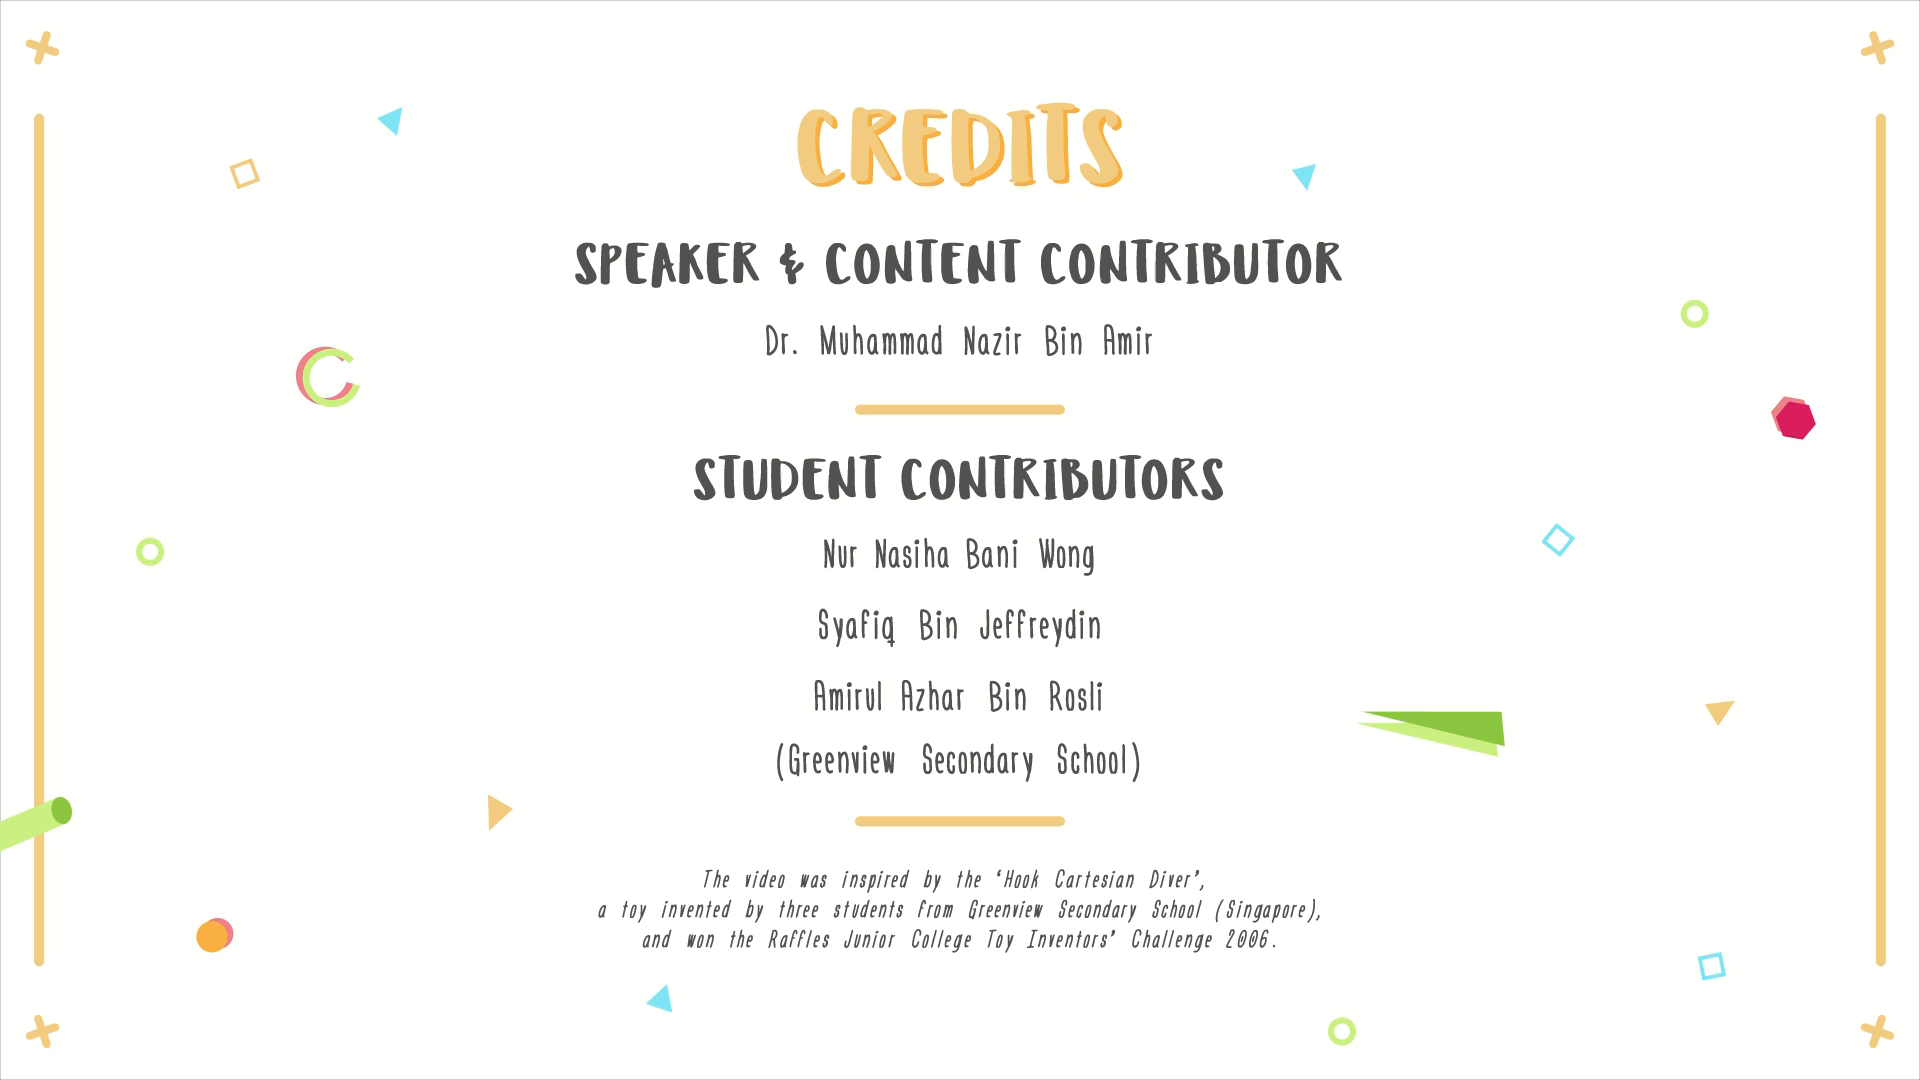 CREDITS
SPEAKER & CONTENT CONTRIBUTOR
Dr. Muhammad Nazir Bin Amir
STUDENT CONTRIBUTORS
Nur Nasiha Bani Wong
Syafiq Bin Jeffreydin
Amirul Azhar Bin Rosli
(Greenview Secondary School)
The video was inspired by the ‘Hook Cartesian Diver’,
a toy invented by three students from Greenview Secondary School (Singapore),
and won the Raffles Junior College Toy Inventors’ Challenge 2006.